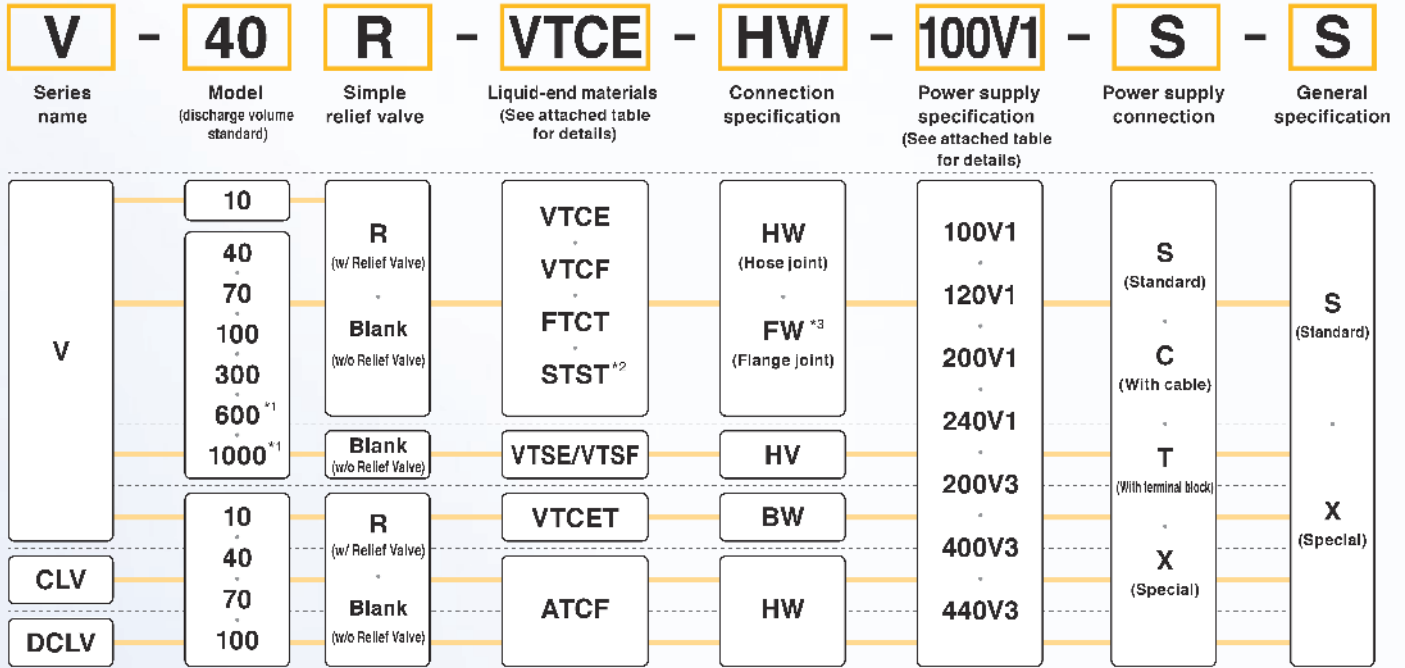 V - 40 R - VTCE - HW - 100V1 - S - S
Series name
Model (discharge volume standard)
Simple relief valve
Liquid-end materials (See attached table for details)
Connection specification
Power supply specification (See attached table for details)
Power supply connection
General specification
V
CLV
DCLV
10
40
70
100
300
600 *1
1000 *1
10
40
70
100
R
(w/ Relief Valve)
Blank
(w/o Relief Valve)
Blank
(w/o Relief Valve)
R
(w/ Relief Valve)
Blank
(w/o Relief Valve)
VTCE
VTCF
FTCT
STST *2
VTSE/VTSF
VTCET
ATCF
HW
(Hose joint)
FW *3
(Flange joint)
HV
BW
HW
100V1
120V1
200V1
240V1
200V3
400V3
440V3
S
(Standard)
C
(With cable)
T
(With terminal block)
X
(Special)
S
(Standard)
X
(Special)